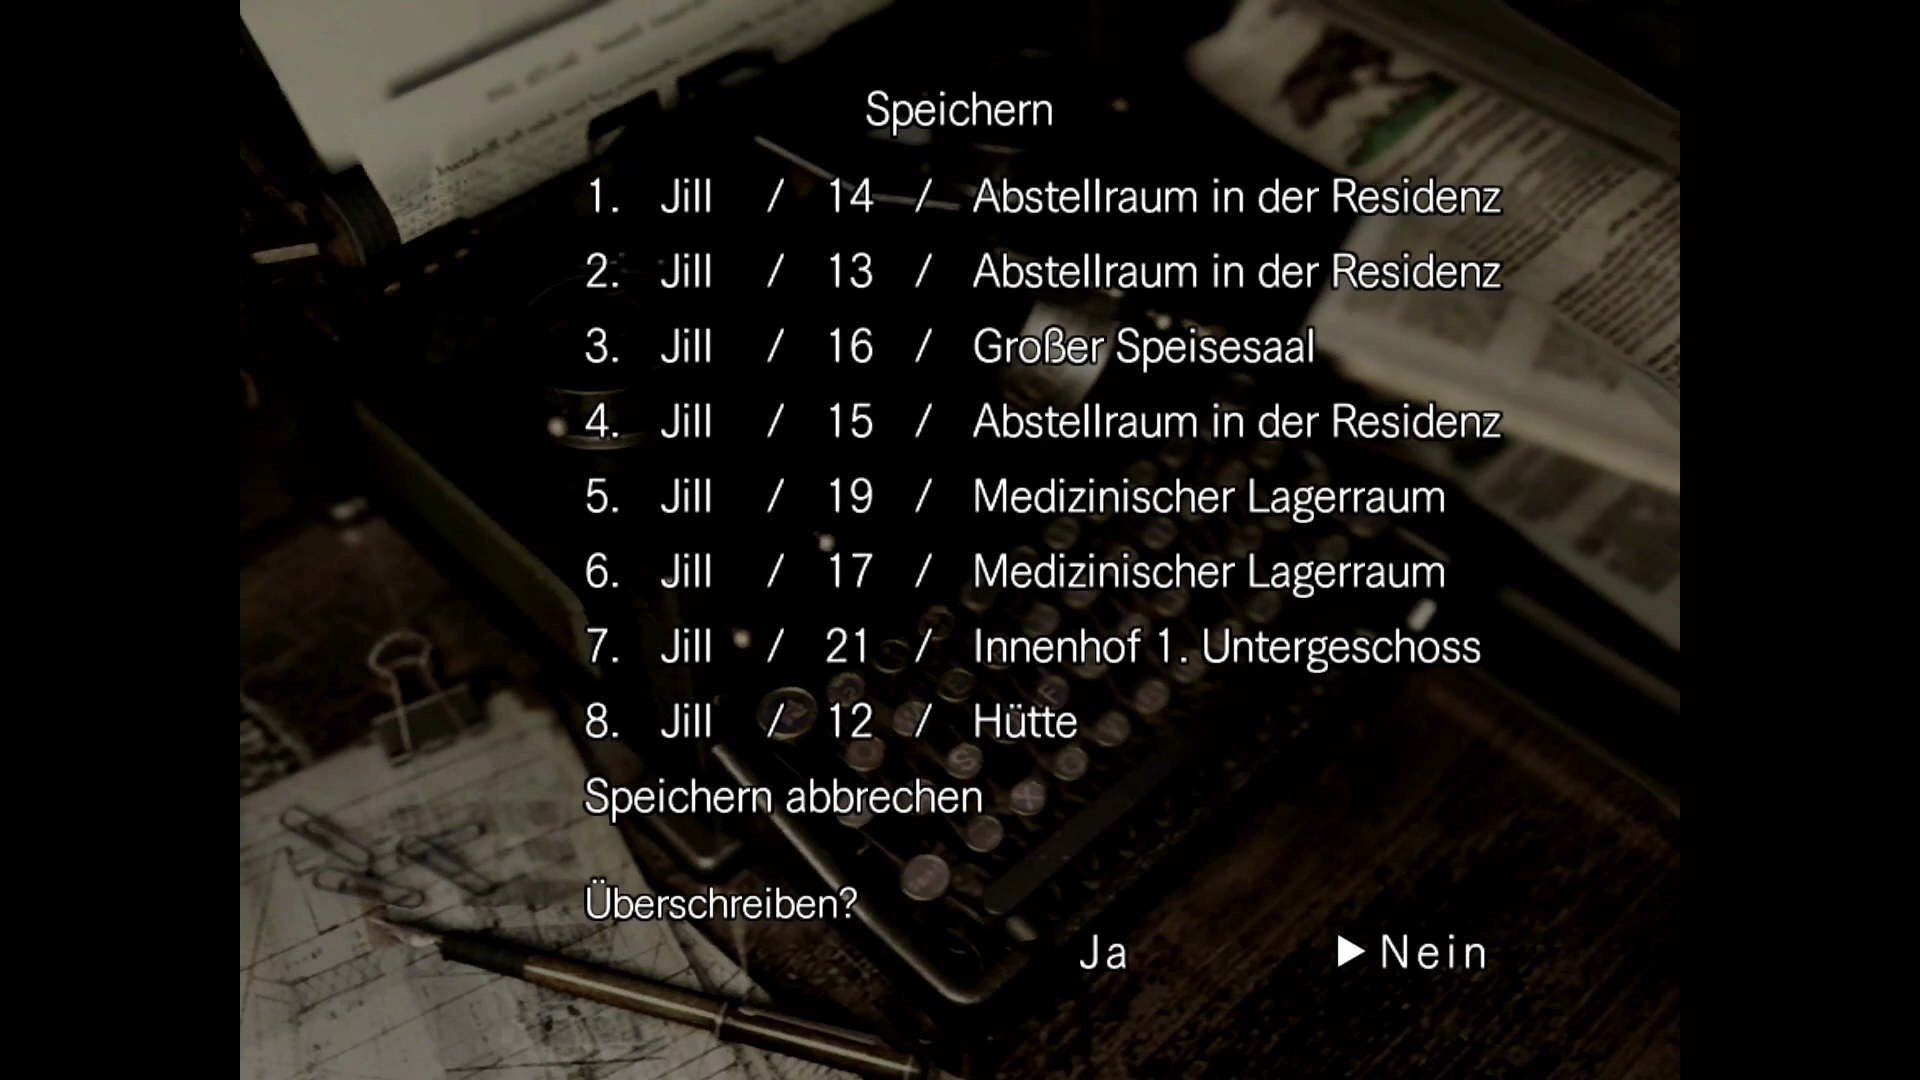 Speichern
1. Jill / 14 / Abstellraum in der Residenz
2. Jill / 13 / Abstellraum in der Residenz
3. Jill / 16 / Großer Speisesaal
4. Jill / 15 / Abstellraum in der Residenz
5. Jill / 19 / Medizinischer Lagerraum
6. Jill / 17 / Medizinischer Lagerraum
7. Jill / 21 / Innenhof 1. Untergeschoss
8. Jill / 12 / Hütte
Speichern abbrechen
Überschreiben?
Ja ▶ Nein